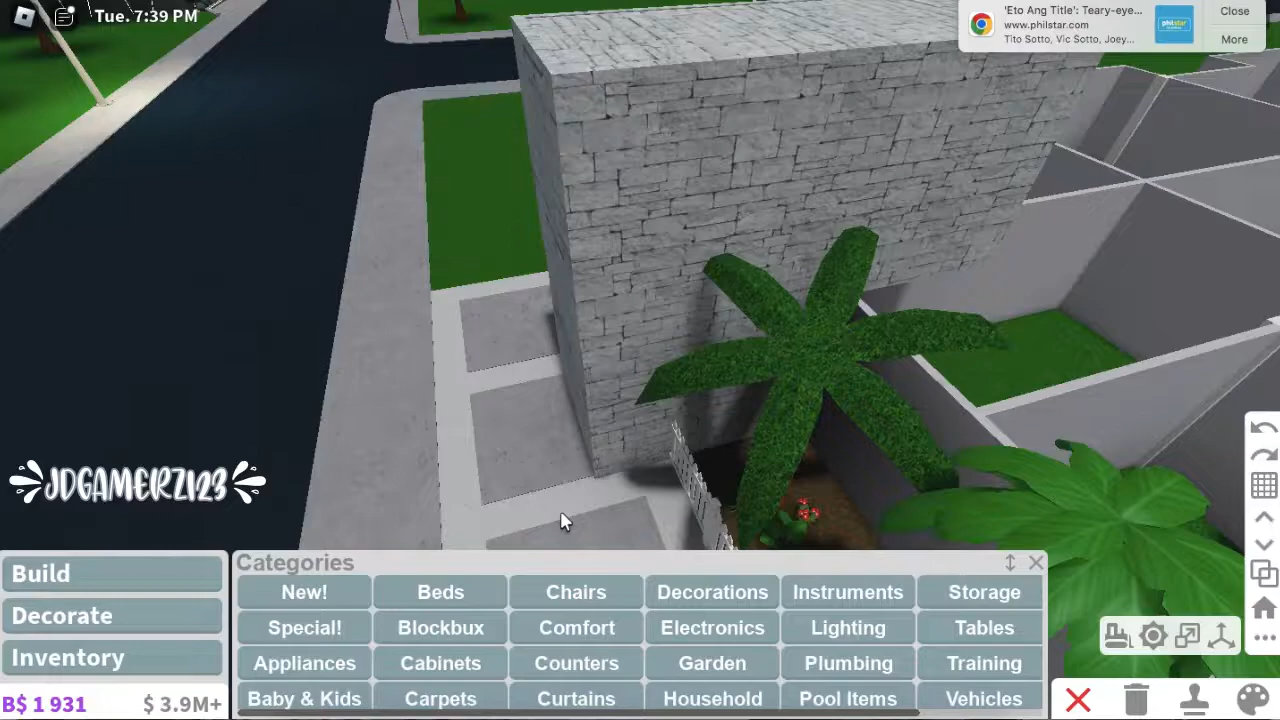 Tue. 7:39 PM
'Eto Ang Title': Teary-eye...
www.philstar.com
Tito Sotto, Vic Sotto, Joey...
philstar
Close
More
JDGAMERZ123
Build
Decorate
Inventory
B$ 1 931
$ 3.9M+
Categories
New!
Beds
Chairs
Decorations
Instruments
Storage
Special!
Blockbux
Comfort
Electronics
Lighting
Tables
Appliances
Cabinets
Counters
Garden
Plumbing
Training
Baby & Kids
Carpets
Curtains
Household
Pool Items
Vehicles